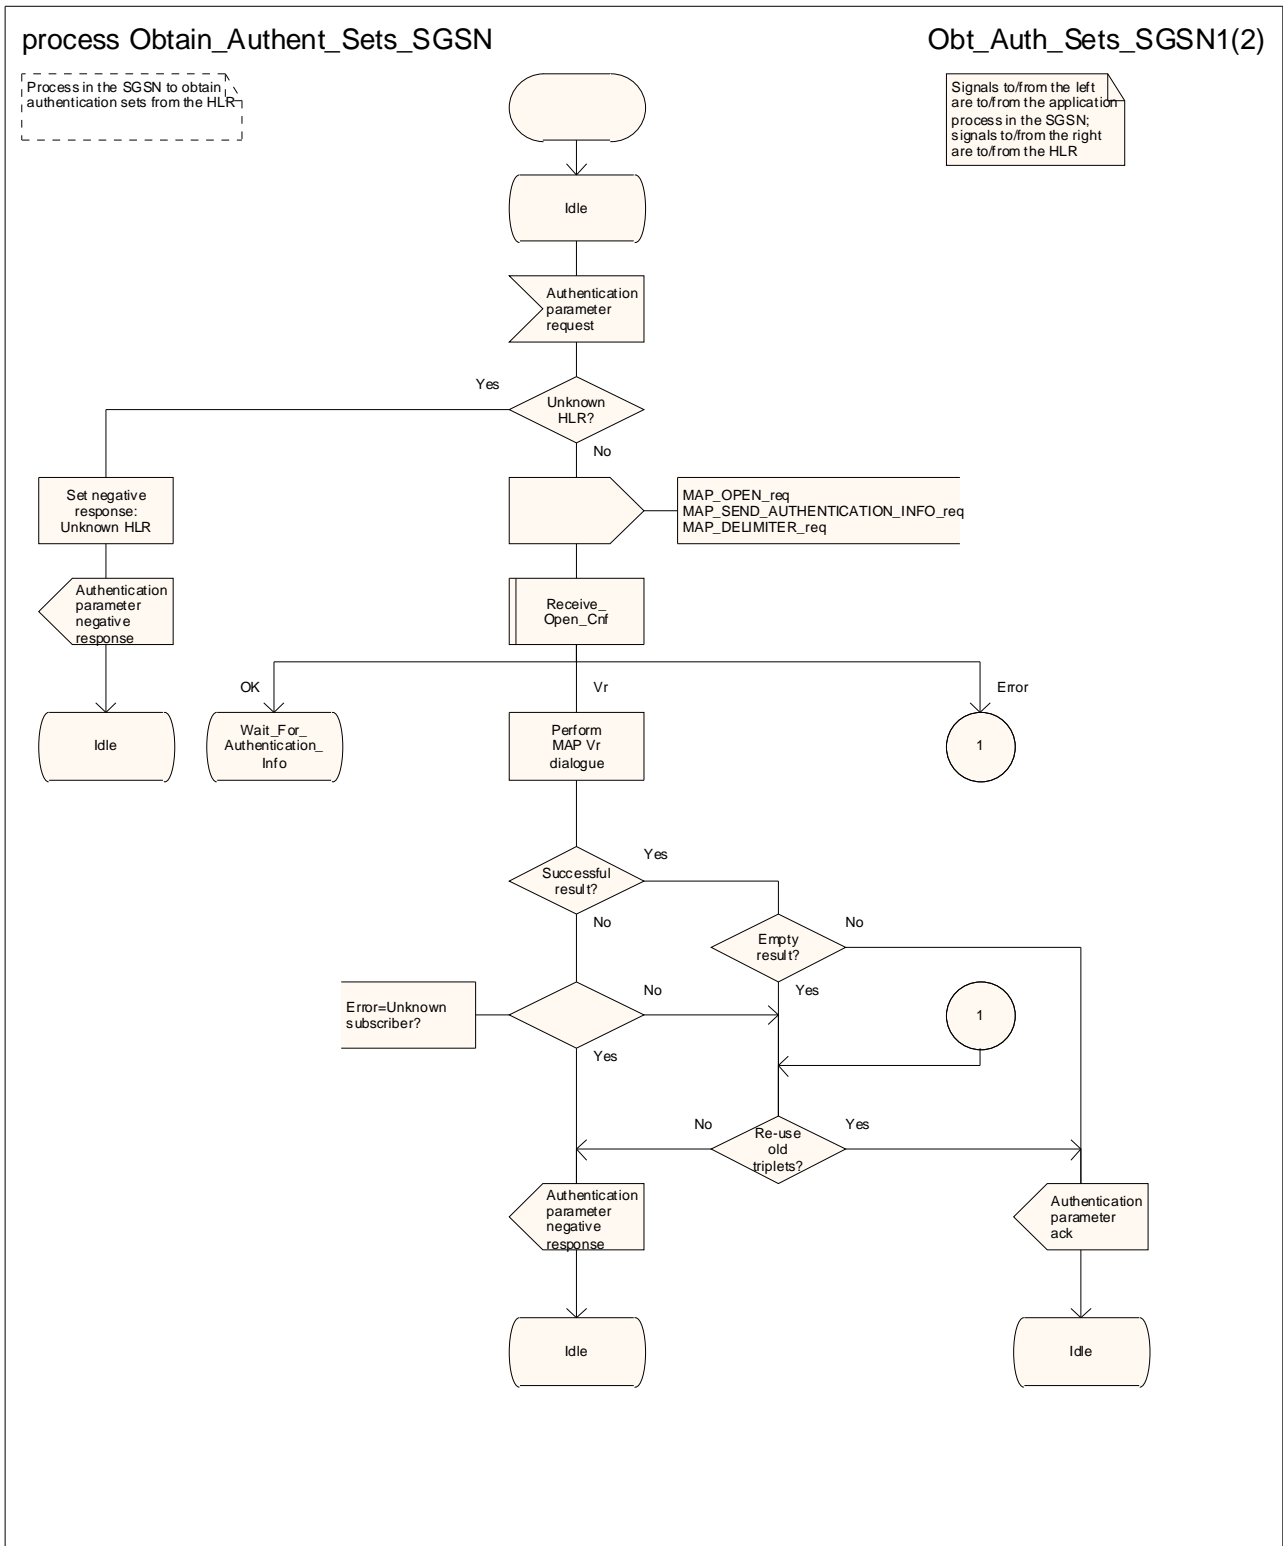 process Obtain_Authent_Sets_SGSN
Obt_Auth_Sets_SGSN1(2)
Process in the SGSN to obtain
authentication sets from the HLR
Signals to/from the left
are to/from the application
process in the SGSN;
signals to/from the right
are to/from the HLR
Idle
Authentication
parameter
request
Yes
Unknown
HLR?
No
Set negative
response:
Unknown HLR
MAP_OPEN_req
MAP_SEND_AUTHENTICATION_INFO_req
MAP_DELIMITER_req
Authentication
parameter
negative
response
Receive_
Open_Cnf
OK
Vr
Error
Idle
Wait_For_
Authentication_
Info
Perform
MAP Vr
dialogue
1
Successful
result?
Yes
No
Empty
result?
No
Yes
Error=Unknown
subscriber?
No
Yes
1
No
Re-use
old
triplets?
Yes
Authentication
parameter
negative
response
Authentication
parameter
ack
Idle
Idle